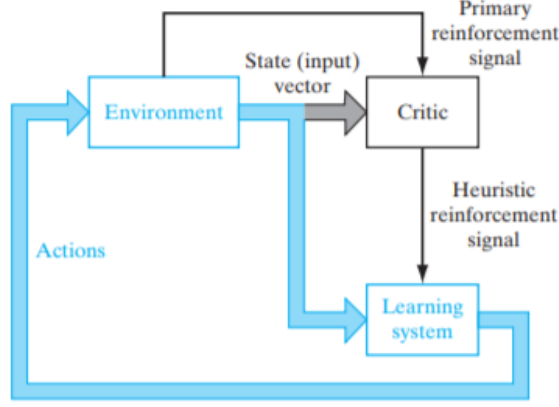 Primary
reinforcement
signal
State (input)
vector
Environment
Critic
Heuristic
reinforcement
signal
Actions
Learning
system